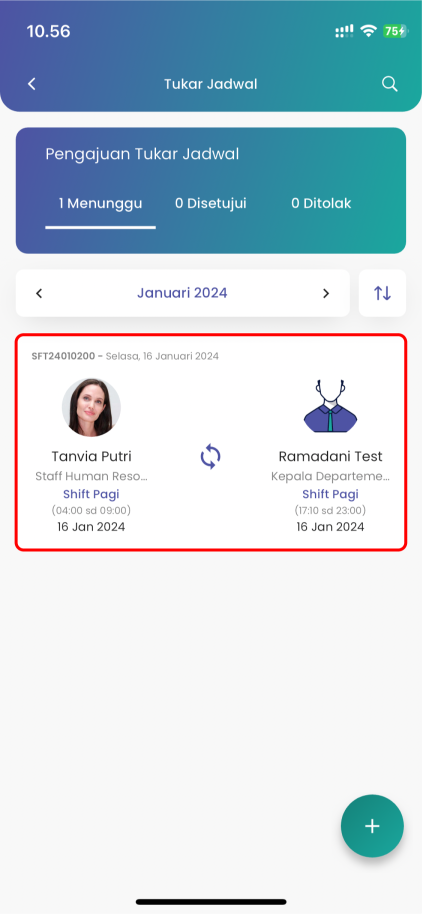 10.56
75
Tukar Jadwal
Pengajuan Tukar Jadwal
1 Menunggu 0 Disetujui 0 Ditolak
Januari 2024
SFT24010200 - Selasa, 16 Januari 2024
Tanvia Putri Ramadani Test
Staff Human Reso... Kepala Departeme...
Shift Pagi Shift Pagi
(04:00 sd 09:00) (17:10 sd 23:00)
16 Jan 2024 16 Jan 2024